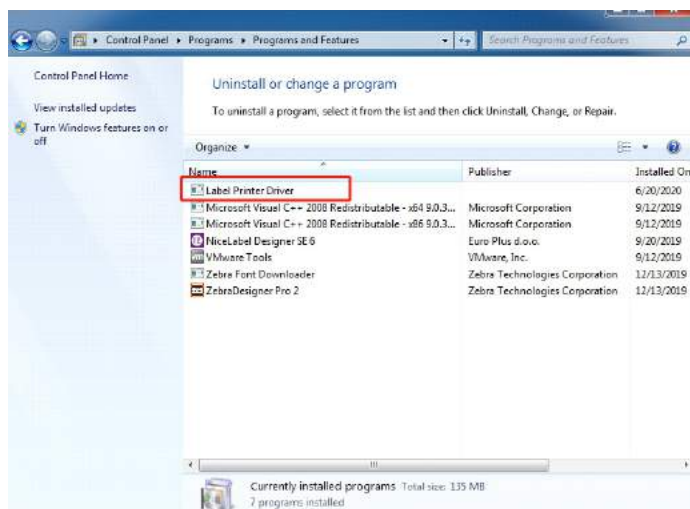 Control Panel ▸ Programs ▸ Programs and Features
Search Programs and Features
Control Panel Home
View installed updates
Turn Windows features on or
off
Uninstall or change a program
To uninstall a program, select it from the list and then click Uninstall, Change, or Repair.
Organize
Name Publisher Installed On
Label Printer Driver 6/20/2020
Microsoft Visual C++ 2008 Redistributable - x64 9.0.3... Microsoft Corporation 9/12/2019
Microsoft Visual C++ 2008 Redistributable - x86 9.0.3... Microsoft Corporation 9/12/2019
NiceLabel Designer SE 6 Euro Plus d.o.o. 9/20/2019
VMware Tools VMware, Inc. 9/12/2019
Zebra Font Downloader Zebra Technologies Corporation 12/13/2019
ZebraDesigner Pro 2 Zebra Technologies Corporation 12/13/2019
Currently installed programs Total size: 135 MB
7 programs installed